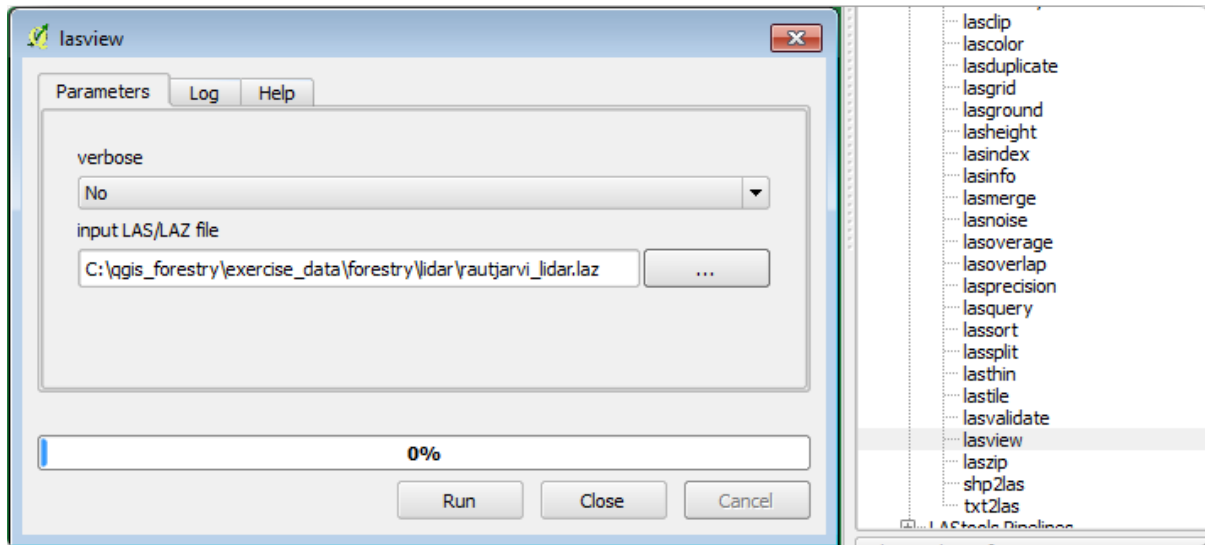 lasview
Parameters
Log
Help
verbose
No
input LAS/LAZ file
C:\qgis_forestry\exercise_data\forestry\lidar\rautjarvi_lidar.laz
...
0%
Run
Close
Cancel
lasclip
lascolor
lasduplicate
lasgrid
lasground
lasheight
lasindex
lasinfo
lasmerge
lasnoise
lasoverage
lasoverlap
lasprecision
lasquery
lassort
lassplit
lasthin
lastile
lasvalidate
lasview
laszip
shp2las
txt2las
LAStools Pipelines